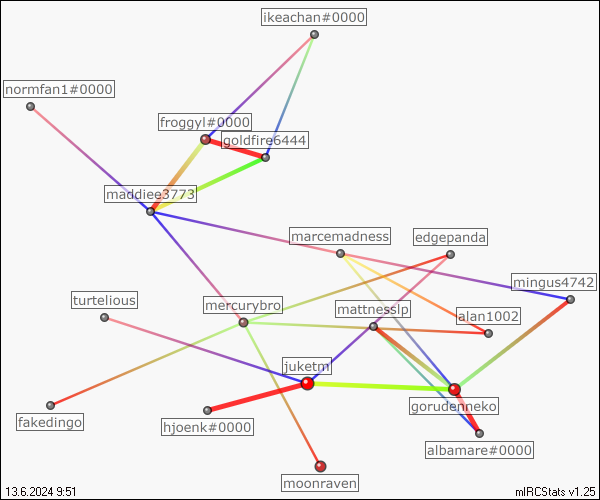 ikeachan#0000
normfan1#0000
froggyl#0000
goldfire6444
maddiee3773
marcemadness
edgepanda
mingus4742
turtelious
mercurybro
mattnesslp
alan1002
juketm
gorudenneko
fakedingo
hjoenk#0000
albamare#0000
moonraven
13.6.2024 9:51
mIRCStats v1.25